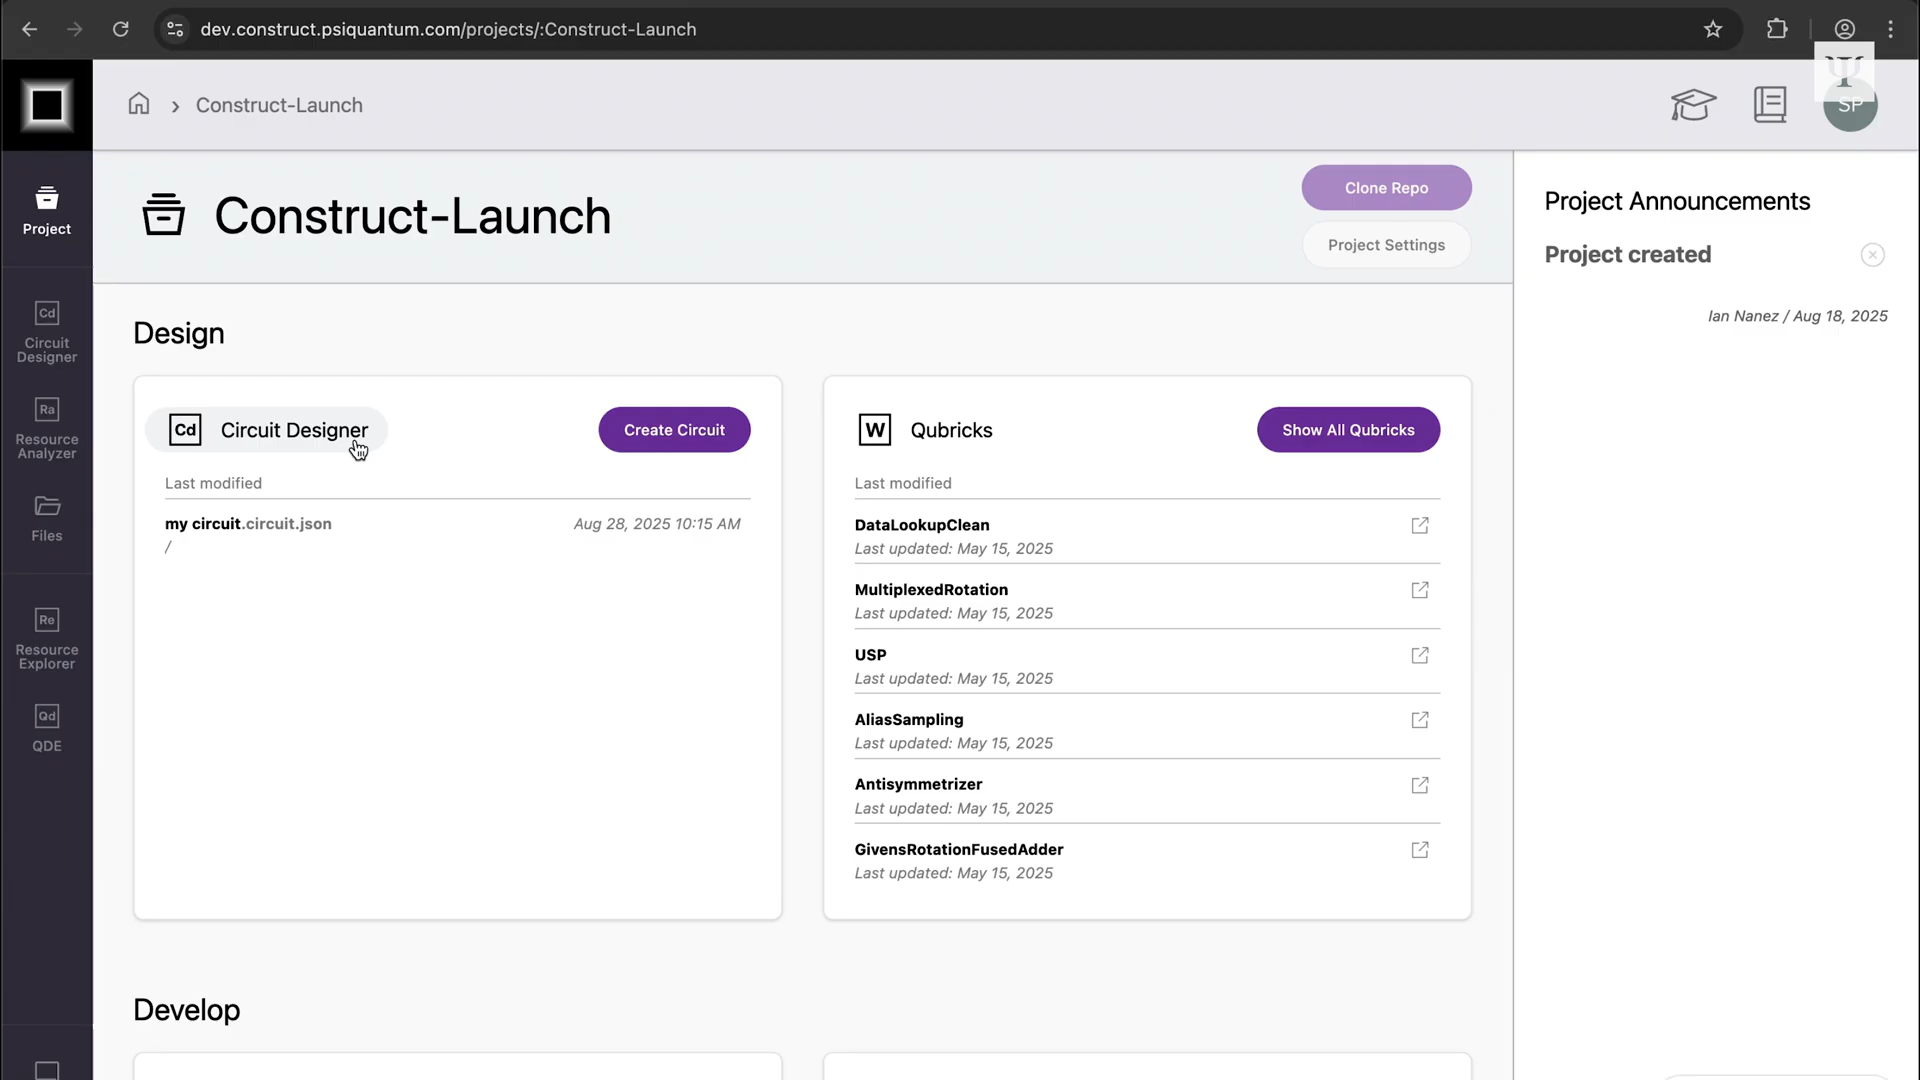 dev.construct.psiquantum.com/projects/:Construct-Launch
Construct-Launch
Ψ
SP
Project
Cd
Circuit
Designer
Ra
Resource
Analyzer
Files
Re
Resource
Explorer
Qd
QDE
Construct-Launch
Clone Repo
Project Settings
Design
Cd Circuit Designer
Create Circuit
Last modified
my circuit.circuit.json Aug 28, 2025 10:15 AM
/
W Qubricks
Show All Qubricks
Last modified
DataLookupClean
Last updated: May 15, 2025
MultiplexedRotation
Last updated: May 15, 2025
USP
Last updated: May 15, 2025
AliasSampling
Last updated: May 15, 2025
Antisymmetrizer
Last updated: May 15, 2025
GivensRotationFusedAdder
Last updated: May 15, 2025
Develop
Project Announcements
Project created
Ian Nanez / Aug 18, 2025